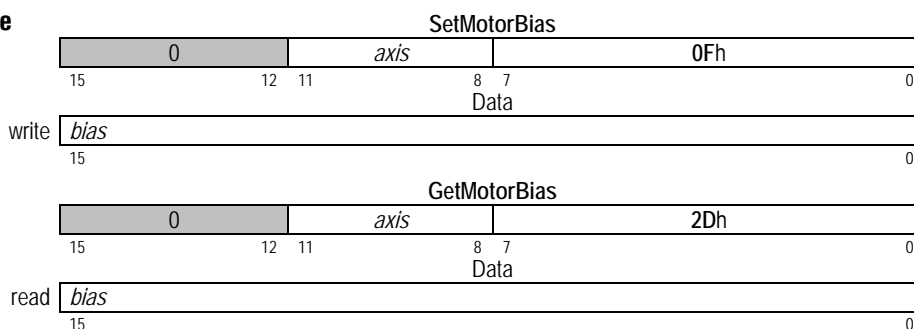 e
SetMotorBias
0 axis 0Fh
15 12 11 8 7 0
Data
write bias
15 0
GetMotorBias
0 axis 2Dh
15 12 11 8 7 0
Data
read bias
15 0